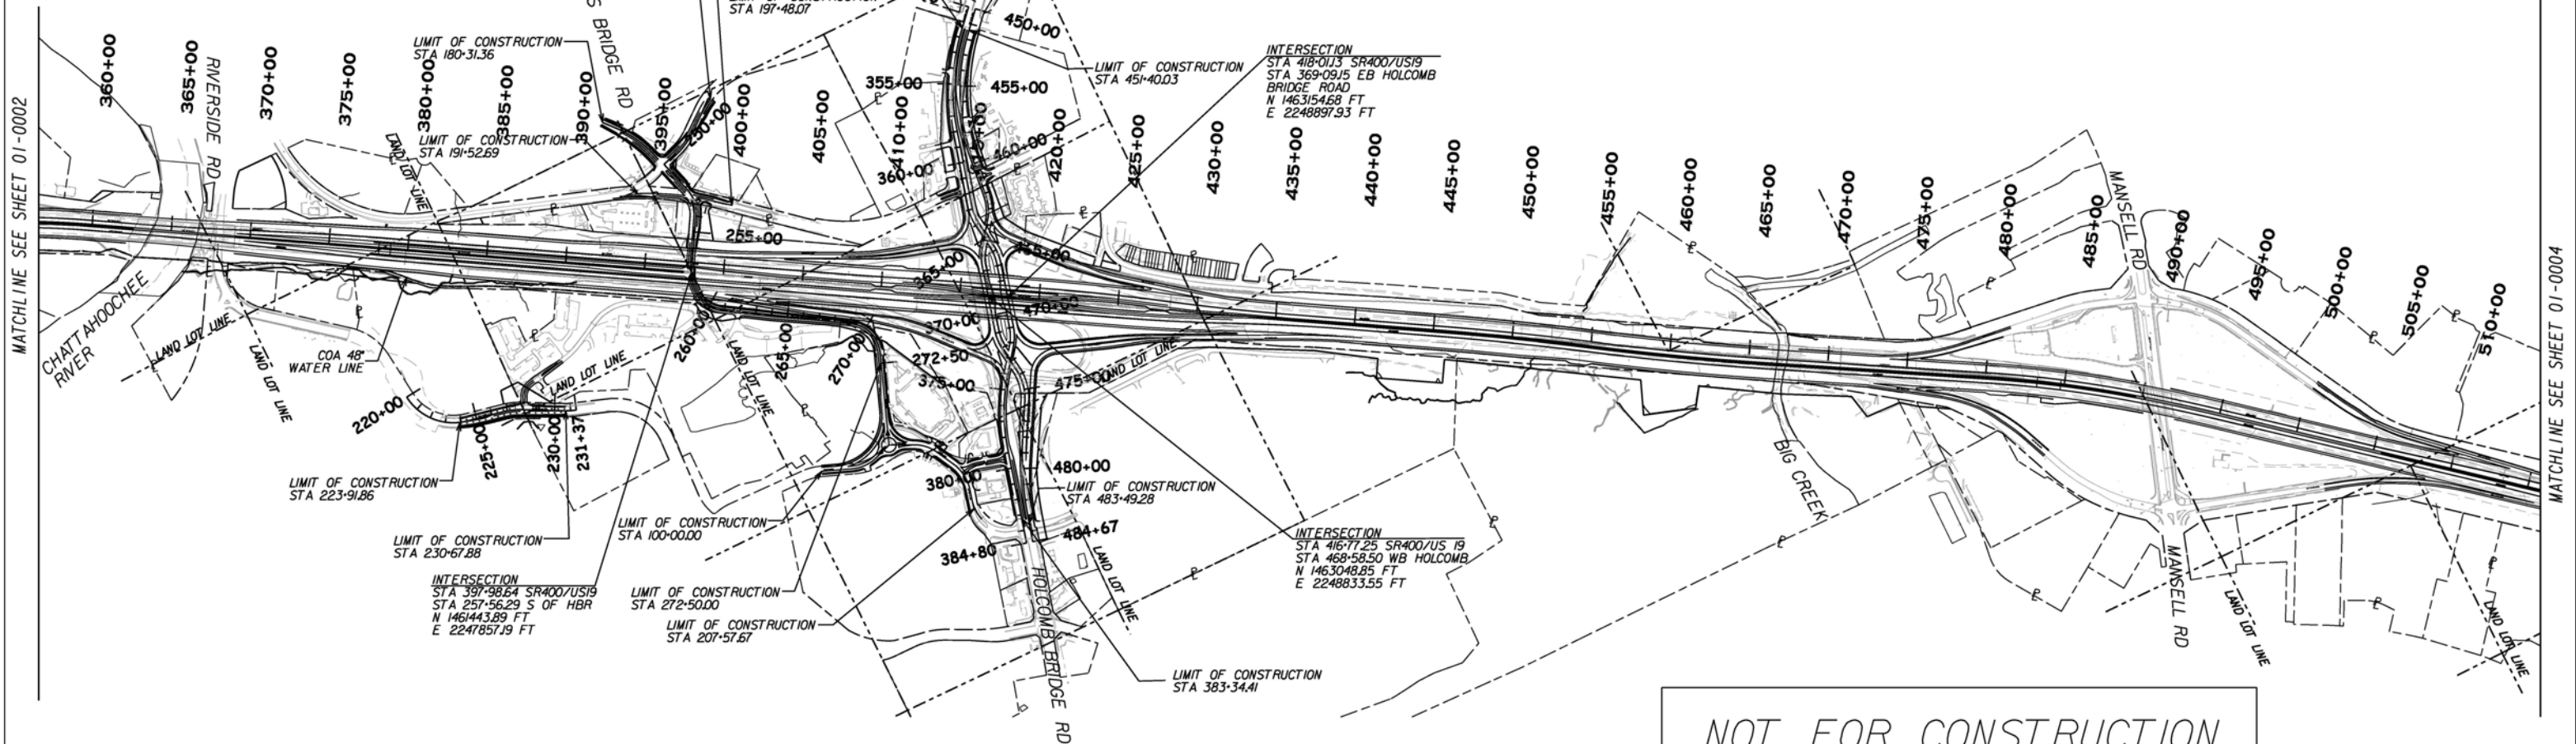 STA 197+48.07
450+00
360+00
365+00
370+00
375+00
380+00
385+00
390+00
395+00
400+00
405+00
410+00
420+00
425+00
430+00
435+00
440+00
445+00
450+00
455+00
460+00
465+00
470+00
475+00
480+00
485+00
490+00
495+00
500+00
505+00
510+00
MATCHLINE SEE SHEET 01-0002
MATCHLINE SEE SHEET 01-0004
RIVERSIDE RD
S BRIDGE RD
LIMIT OF CONSTRUCTION
STA 180+31.36
LIMIT OF CONSTRUCTION
STA 191+52.69
LAND LOT LINE
250+00
355+00
455+00
360+00
460+00
LIMIT OF CONSTRUCTION
STA 451+40.03
INTERSECTION
STA 418+01.13 SR400/US19
STA 369+09.15 EB HOLCOMB
BRIDGE ROAD
N 1463154.68 FT
E 2248897.93 FT
MANSELL RD
255+00
365+00
465+00
370+00
470+00
CHATTAHOOCHEE
RIVER
LAND LOT LINE
LAND LOT LINE
COA 48"
WATER LINE
LAND LOT LINE
260+00
LAND LOT LINE
265+00
270+00
272+50
375+00
475+00
LAND LOT LINE
220+00
225+00
230+00
231+37
380+00
480+00
LIMIT OF CONSTRUCTION
STA 483+49.28
BIG CREEK
LIMIT OF CONSTRUCTION
STA 223+91.86
LIMIT OF CONSTRUCTION
STA 230+67.88
LIMIT OF CONSTRUCTION
STA 100+00.00
384+80
484+67
LAND LOT LINE
INTERSECTION
STA 416+77.25 SR400/US 19
STA 468+58.50 WB HOLCOMB
N 1463048.85 FT
E 2248833.55 FT
INTERSECTION
STA 397+98.64 SR400/US19
STA 257+56.29 S OF HBR
N 1461443.89 FT
E 2247857.19 FT
LIMIT OF CONSTRUCTION
STA 272+50.00
LIMIT OF CONSTRUCTION
STA 207+57.67
HOLCOMB BRIDGE RD
LIMIT OF CONSTRUCTION
STA 383+34.41
MANSELL RD
LAND LOT LINE
LAND LOT LINE
NOT FOR CONSTRUCTION